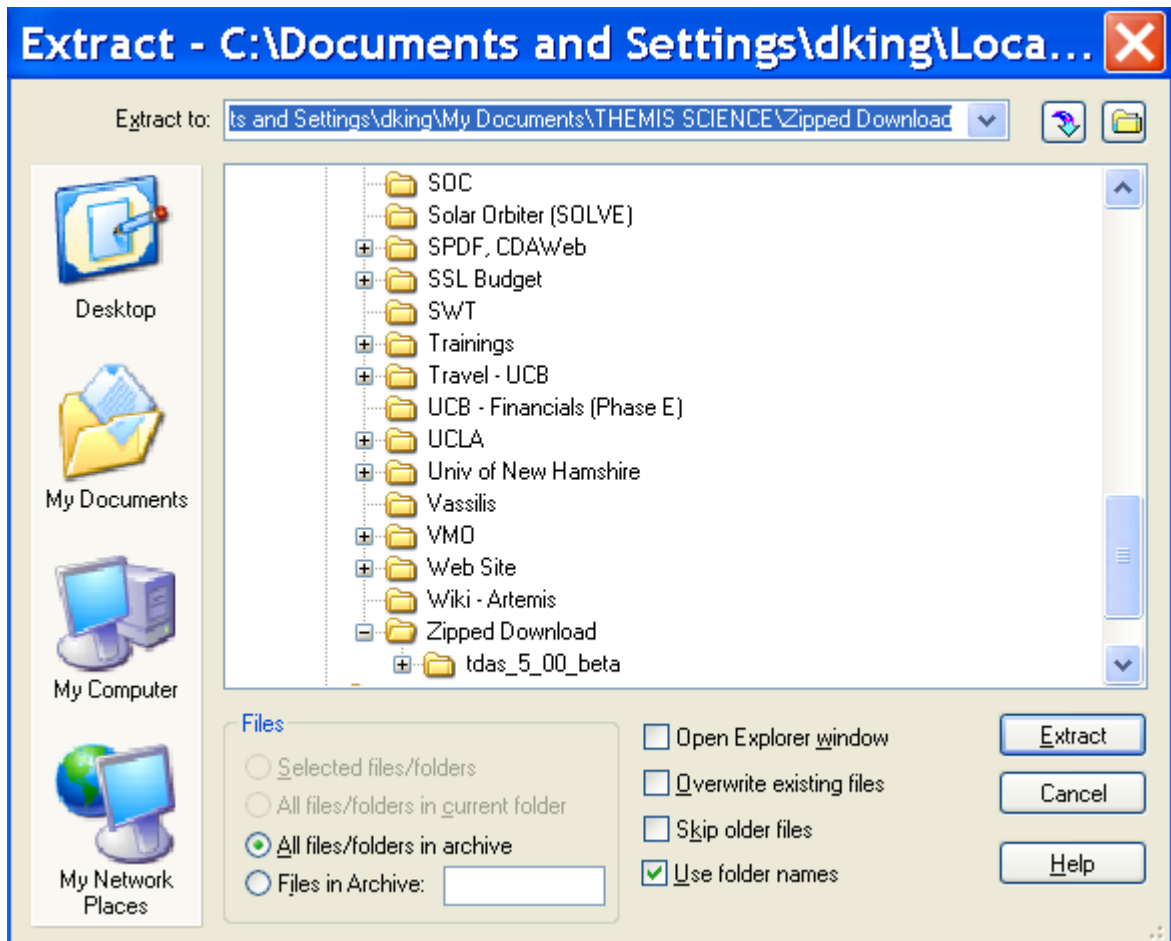 Extract - C:\Documents and Settings\dking\Loca...
Extract to:
ts and Settings\dking\My Documents\THEMIS SCIENCE\Zipped Download
Desktop
My Documents
My Computer
My Network
Places
SOC
Solar Orbiter (SOLVE)
SPDF, CDAWeb
SSL Budget
SWT
Trainings
Travel - UCB
UCB - Financials (Phase E)
UCLA
Univ of New Hamshire
Vassilis
VMO
Web Site
Wiki - Artemis
Zipped Download
tdas_5_00_beta
Files
Selected files/folders
All files/folders in current folder
All files/folders in archive
Files in Archive:
Open Explorer window
Overwrite existing files
Skip older files
Use folder names
Extract
Cancel
Help